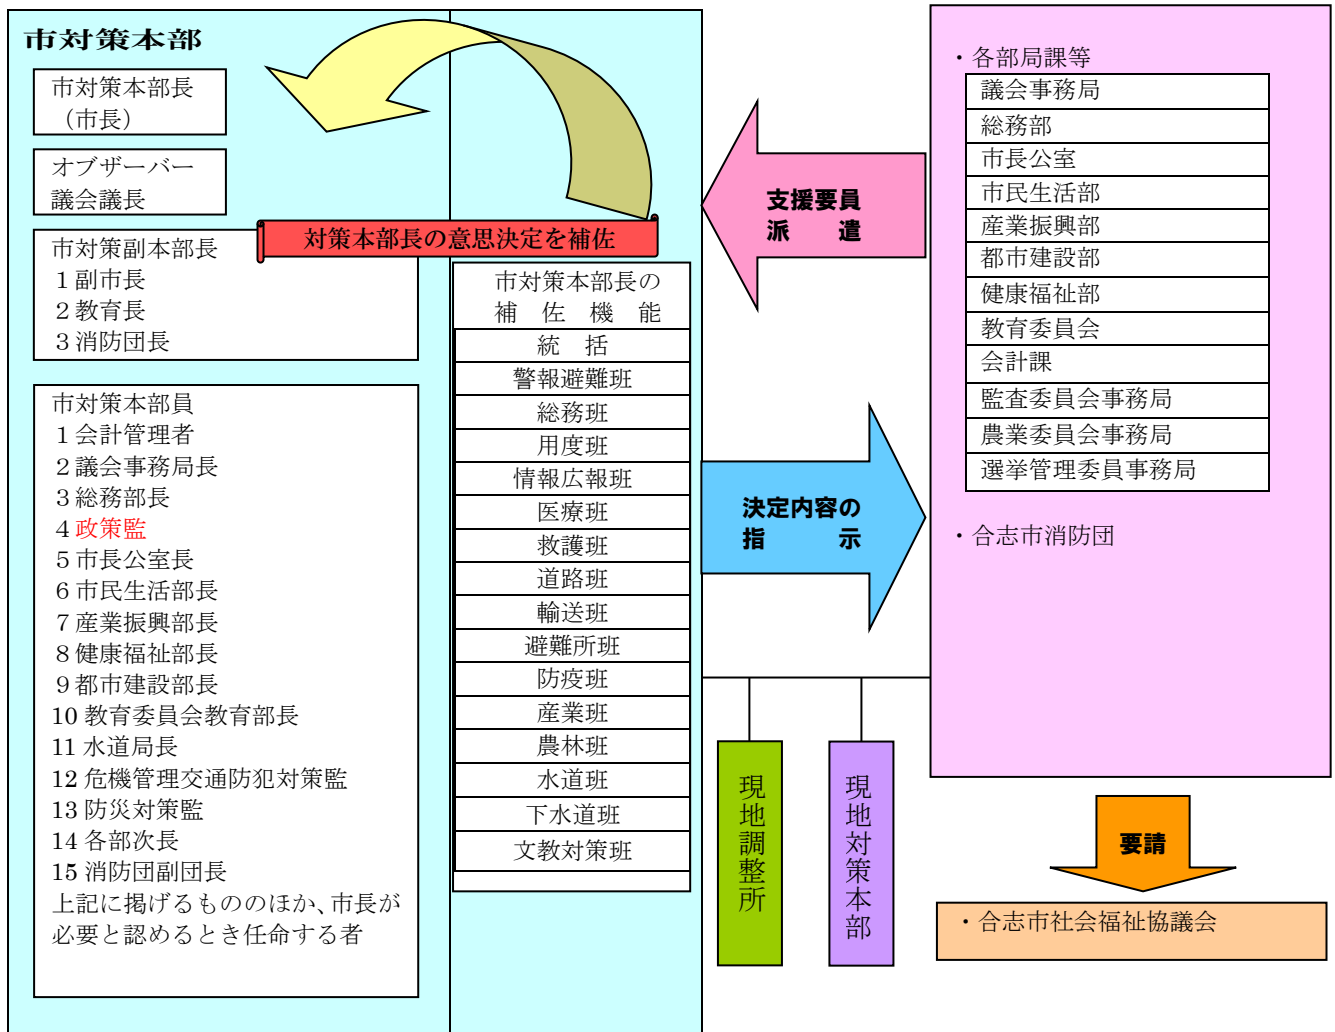 市対策本部
市対策本部長
（市長）
オブザーバー
議会議長
市対策副本部長
１副市長
２教育長
３消防団長
市対策本部員
１会計管理者
２議会事務局長
３総務部長
４政策監
５市長公室長
６市民生活部長
７産業振興部長
８健康福祉部長
９都市建設部長
10 教育委員会教育部長
11 水道局長
12 危機管理交通防犯対策監
13 防災対策監
14 各部次長
15 消防団副団長
上記に掲げるもののほか、市長が
必要と認めるとき任命する者
対策本部長の意思決定を補佐
市対策本部長の
補　佐　機　能
統　括
警報避難班
総務班
用度班
情報広報班
医療班
救護班
道路班
輸送班
避難所班
防疫班
産業班
農林班
水道班
下水道班
文教対策班
支援要員
派　　遣
決定内容の
指　　　示
現地調整所
現地対策本部
・各部局課等
議会事務局
総務部
市長公室
市民生活部
産業振興部
都市建設部
健康福祉部
教育委員会
会計課
監査委員会事務局
農業委員会事務局
選挙管理委員事務局
・合志市消防団
要請
・合志市社会福祉協議会